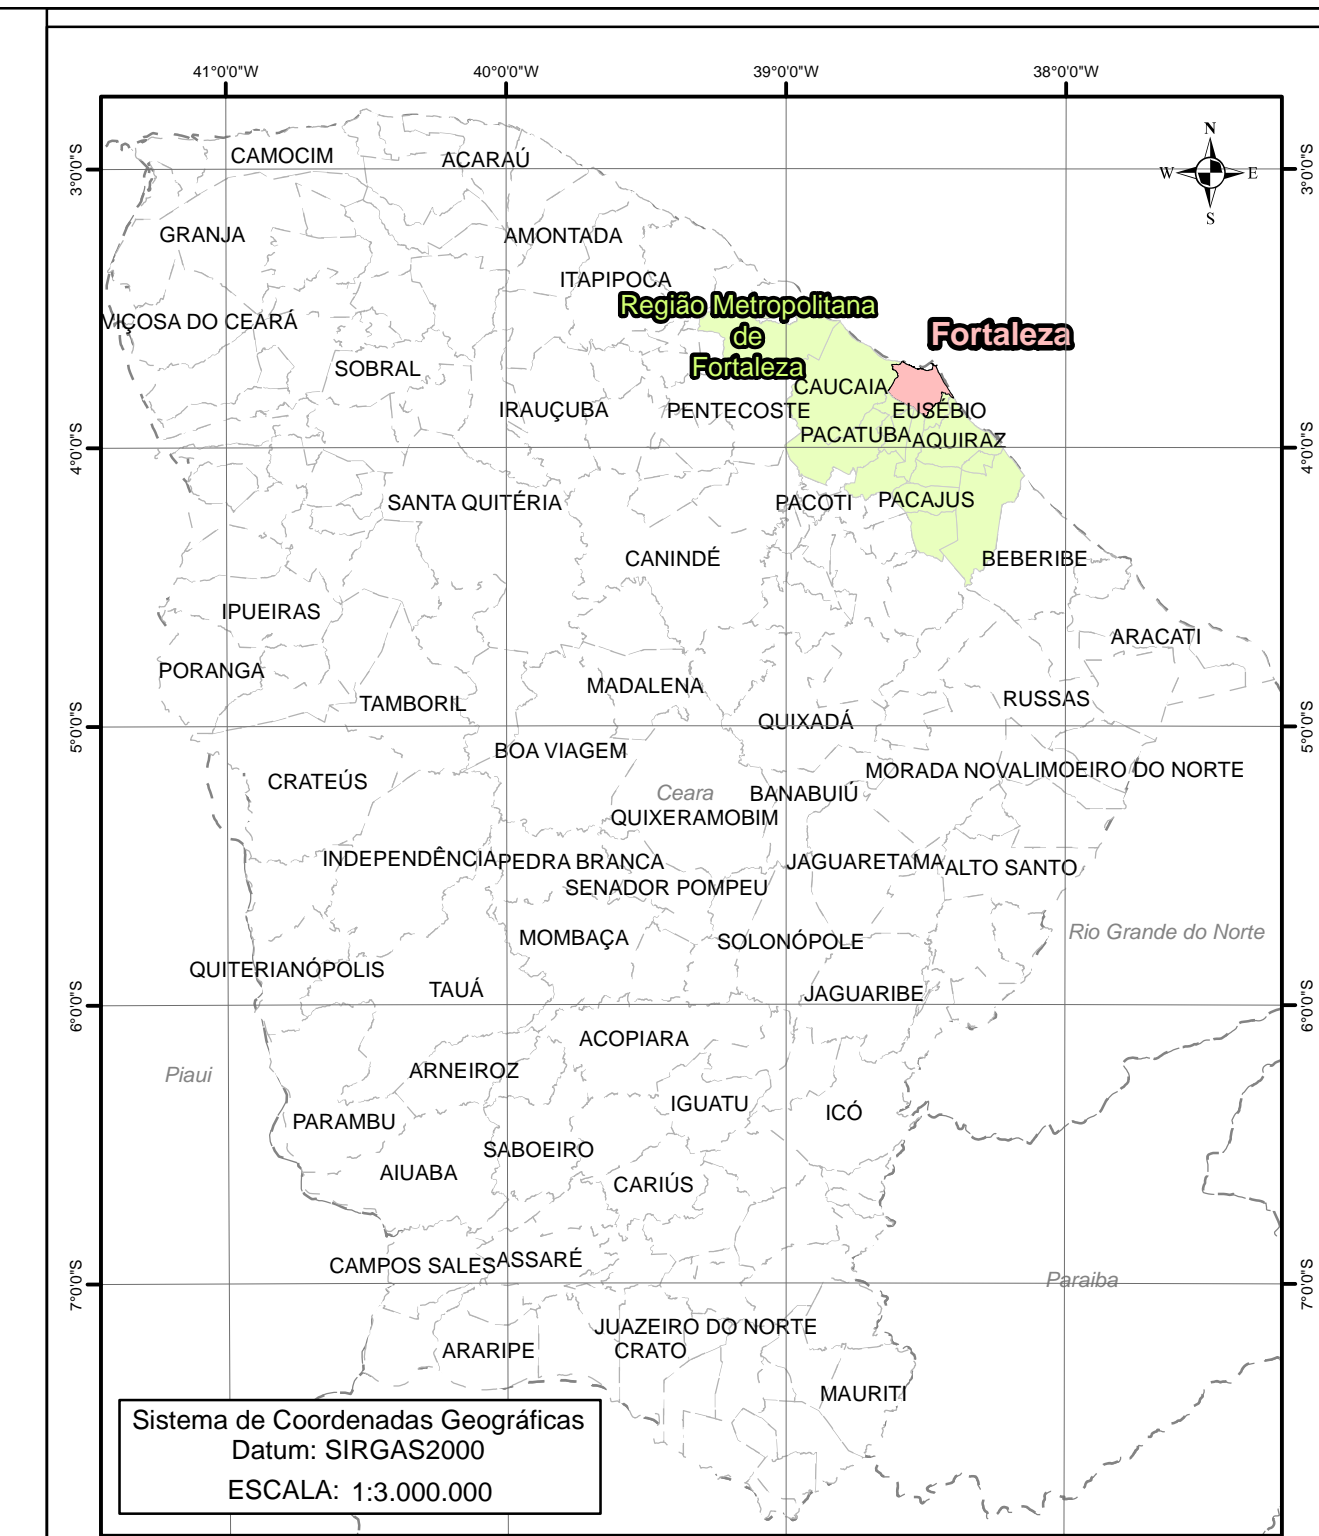 41°0'0"W
40°0'0"W
39°0'0"W
38°0'0"W
N
W
E
S
3°0'0"S
3°0'0"S
CAMOCIM
ACARAÚ
GRANJA
AMONTADA
ITAPIPOCA
Região Metropolitana
de
Fortaleza
Fortaleza
VIÇOSA DO CEARÁ
SOBRAL
CAUCAIA
IRAUÇUBA
PENTECOSTE
EUSÉBIO
PACATUBA
AQUIRAZ
4°0'0"S
4°0'0"S
SANTA QUITÉRIA
PACOTI
PACAJUS
CANINDÉ
BEBERIBE
IPUEIRAS
ARACATI
PORANGA
MADALENA
TAMBORIL
RUSSAS
QUIXADÁ
5°0'0"S
5°0'0"S
BOA VIAGEM
MORADA NOVA
LIMOEIRO DO NORTE
CRATEÚS
Ceara
BANABUIÚ
QUIXERAMOBIM
INDEPENDÊNCIA
PEDRA BRANCA
JAGUARETAMA
ALTO SANTO
SENADOR POMPEU
Rio Grande do Norte
MOMBAÇA
SOLONÓPOLE
QUITERIANÓPOLIS
TAUÁ
JAGUARIBE
6°0'0"S
6°0'0"S
ACOPIARA
Piaui
ARNEIROZ
IGUATU
ICÓ
PARAMBU
SABOEIRO
AIUABA
CARIÚS
CAMPOS SALES
ASSARÉ
Paraiba
7°0'0"S
7°0'0"S
JUAZEIRO DO NORTE
ARARIPE
CRATO
MAURITI
Sistema de Coordenadas Geográficas
Datum: SIRGAS2000
ESCALA: 1:3.000.000